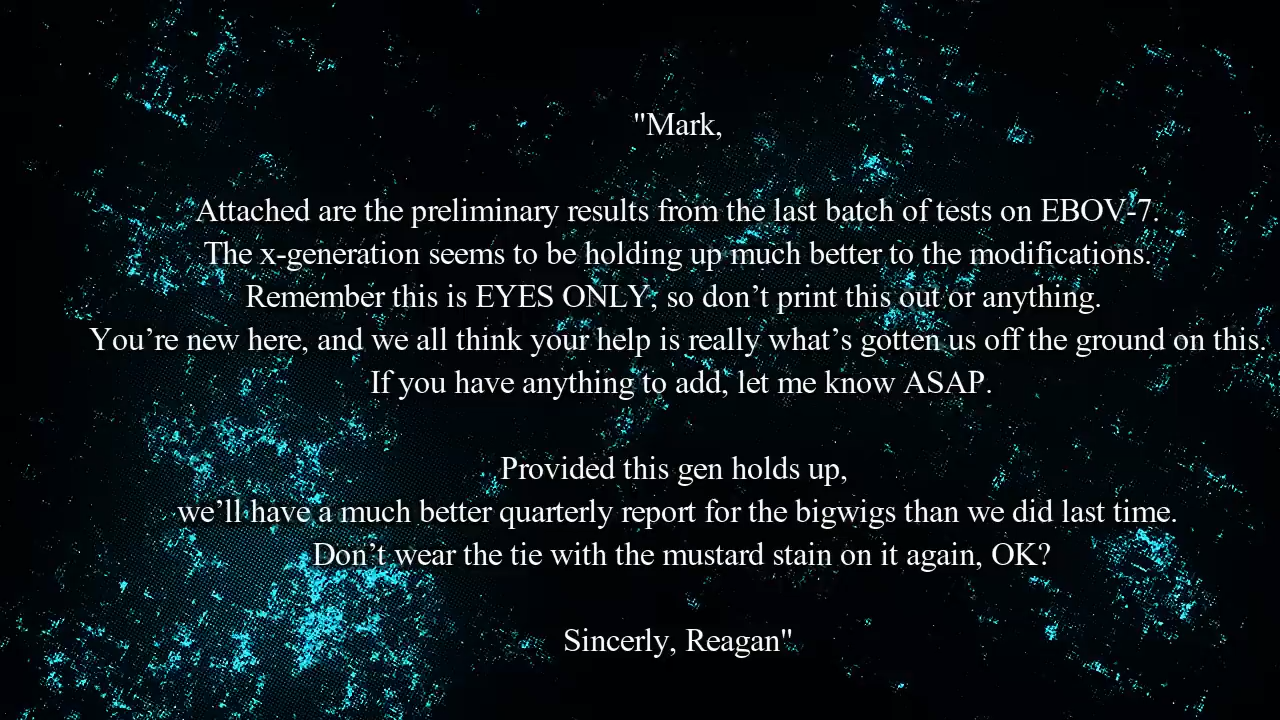 "Mark,
Attached are the preliminary results from the last batch of tests on EBOV-7.
The x-generation seems to be holding up much better to the modifications.
Remember this is EYES ONLY, so don’t print this out or anything.
You’re new here, and we all think your help is really what’s gotten us off the ground on this.
If you have anything to add, let me know ASAP.
Provided this gen holds up,
we’ll have a much better quarterly report for the bigwigs than we did last time.
Don’t wear the tie with the mustard stain on it again, OK?
Sincerly, Reagan"